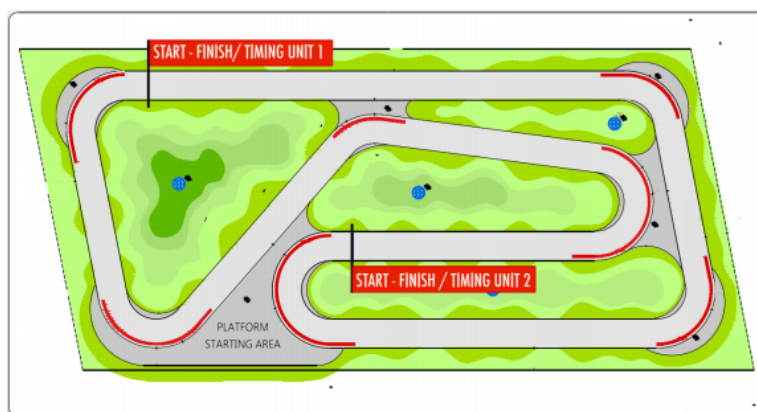 START - FINISH/ TIMING UNIT 1
START - FINISH / TIMING UNIT 2
PLATFORM
STARTING AREA